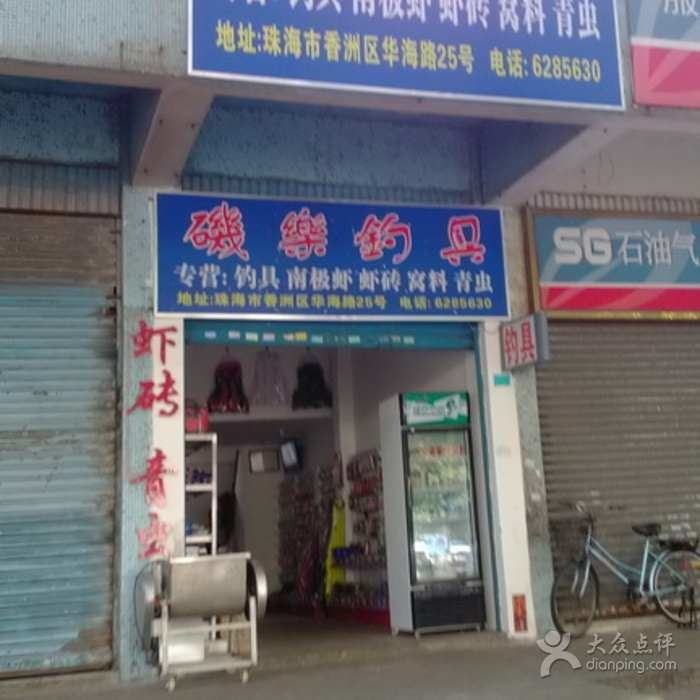 钓具 南极虾 虾砖 窝料 青虫
地址:珠海市香洲区华海路25号 电话: 6285630
服
磯樂釣具
专营: 钓具 南极虾 虾砖 窝料 青虫
地址:珠海市香洲区华海路25号 电话: 6285630
SG 石油气
钓具
虾砖 青虫
大众点评
dianping.com